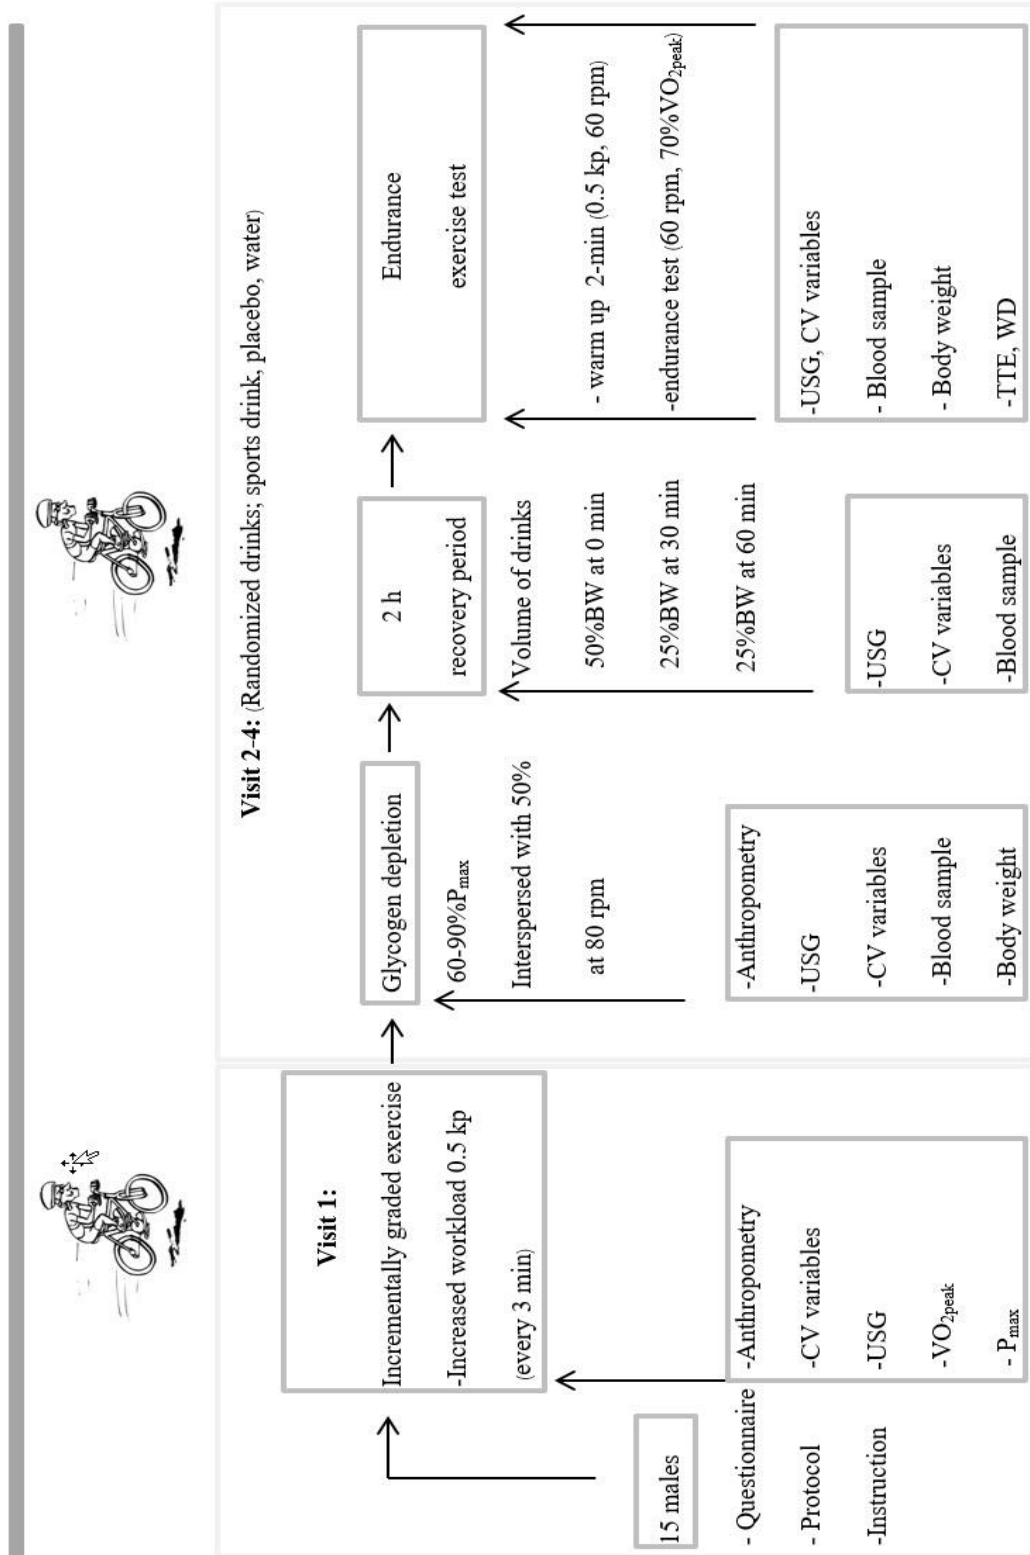 Visit 1:
Incrementally graded exercise
-Increased workload 0.5 kp
(every 3 min)
15 males
- Questionnaire
- Protocol
-Instruction
-Anthropometry
-CV variables
-USG
-VO2peak
- Pmax
Visit 2-4: (Randomized drinks; sports drink, placebo, water)
Glycogen depletion
60-90%Pmax
Interspersed with 50%
at 80 rpm
-Anthropometry
-USG
-CV variables
-Blood sample
-Body weight
2 h
recovery period
Volume of drinks
50%BW at 0 min
25%BW at 30 min
25%BW at 60 min
-USG
-CV variables
-Blood sample
Endurance
exercise test
- warm up 2-min (0.5 kp, 60 rpm)
-endurance test (60 rpm, 70%VO2peak)
-USG, CV variables
- Blood sample
- Body weight
-TTE, WD